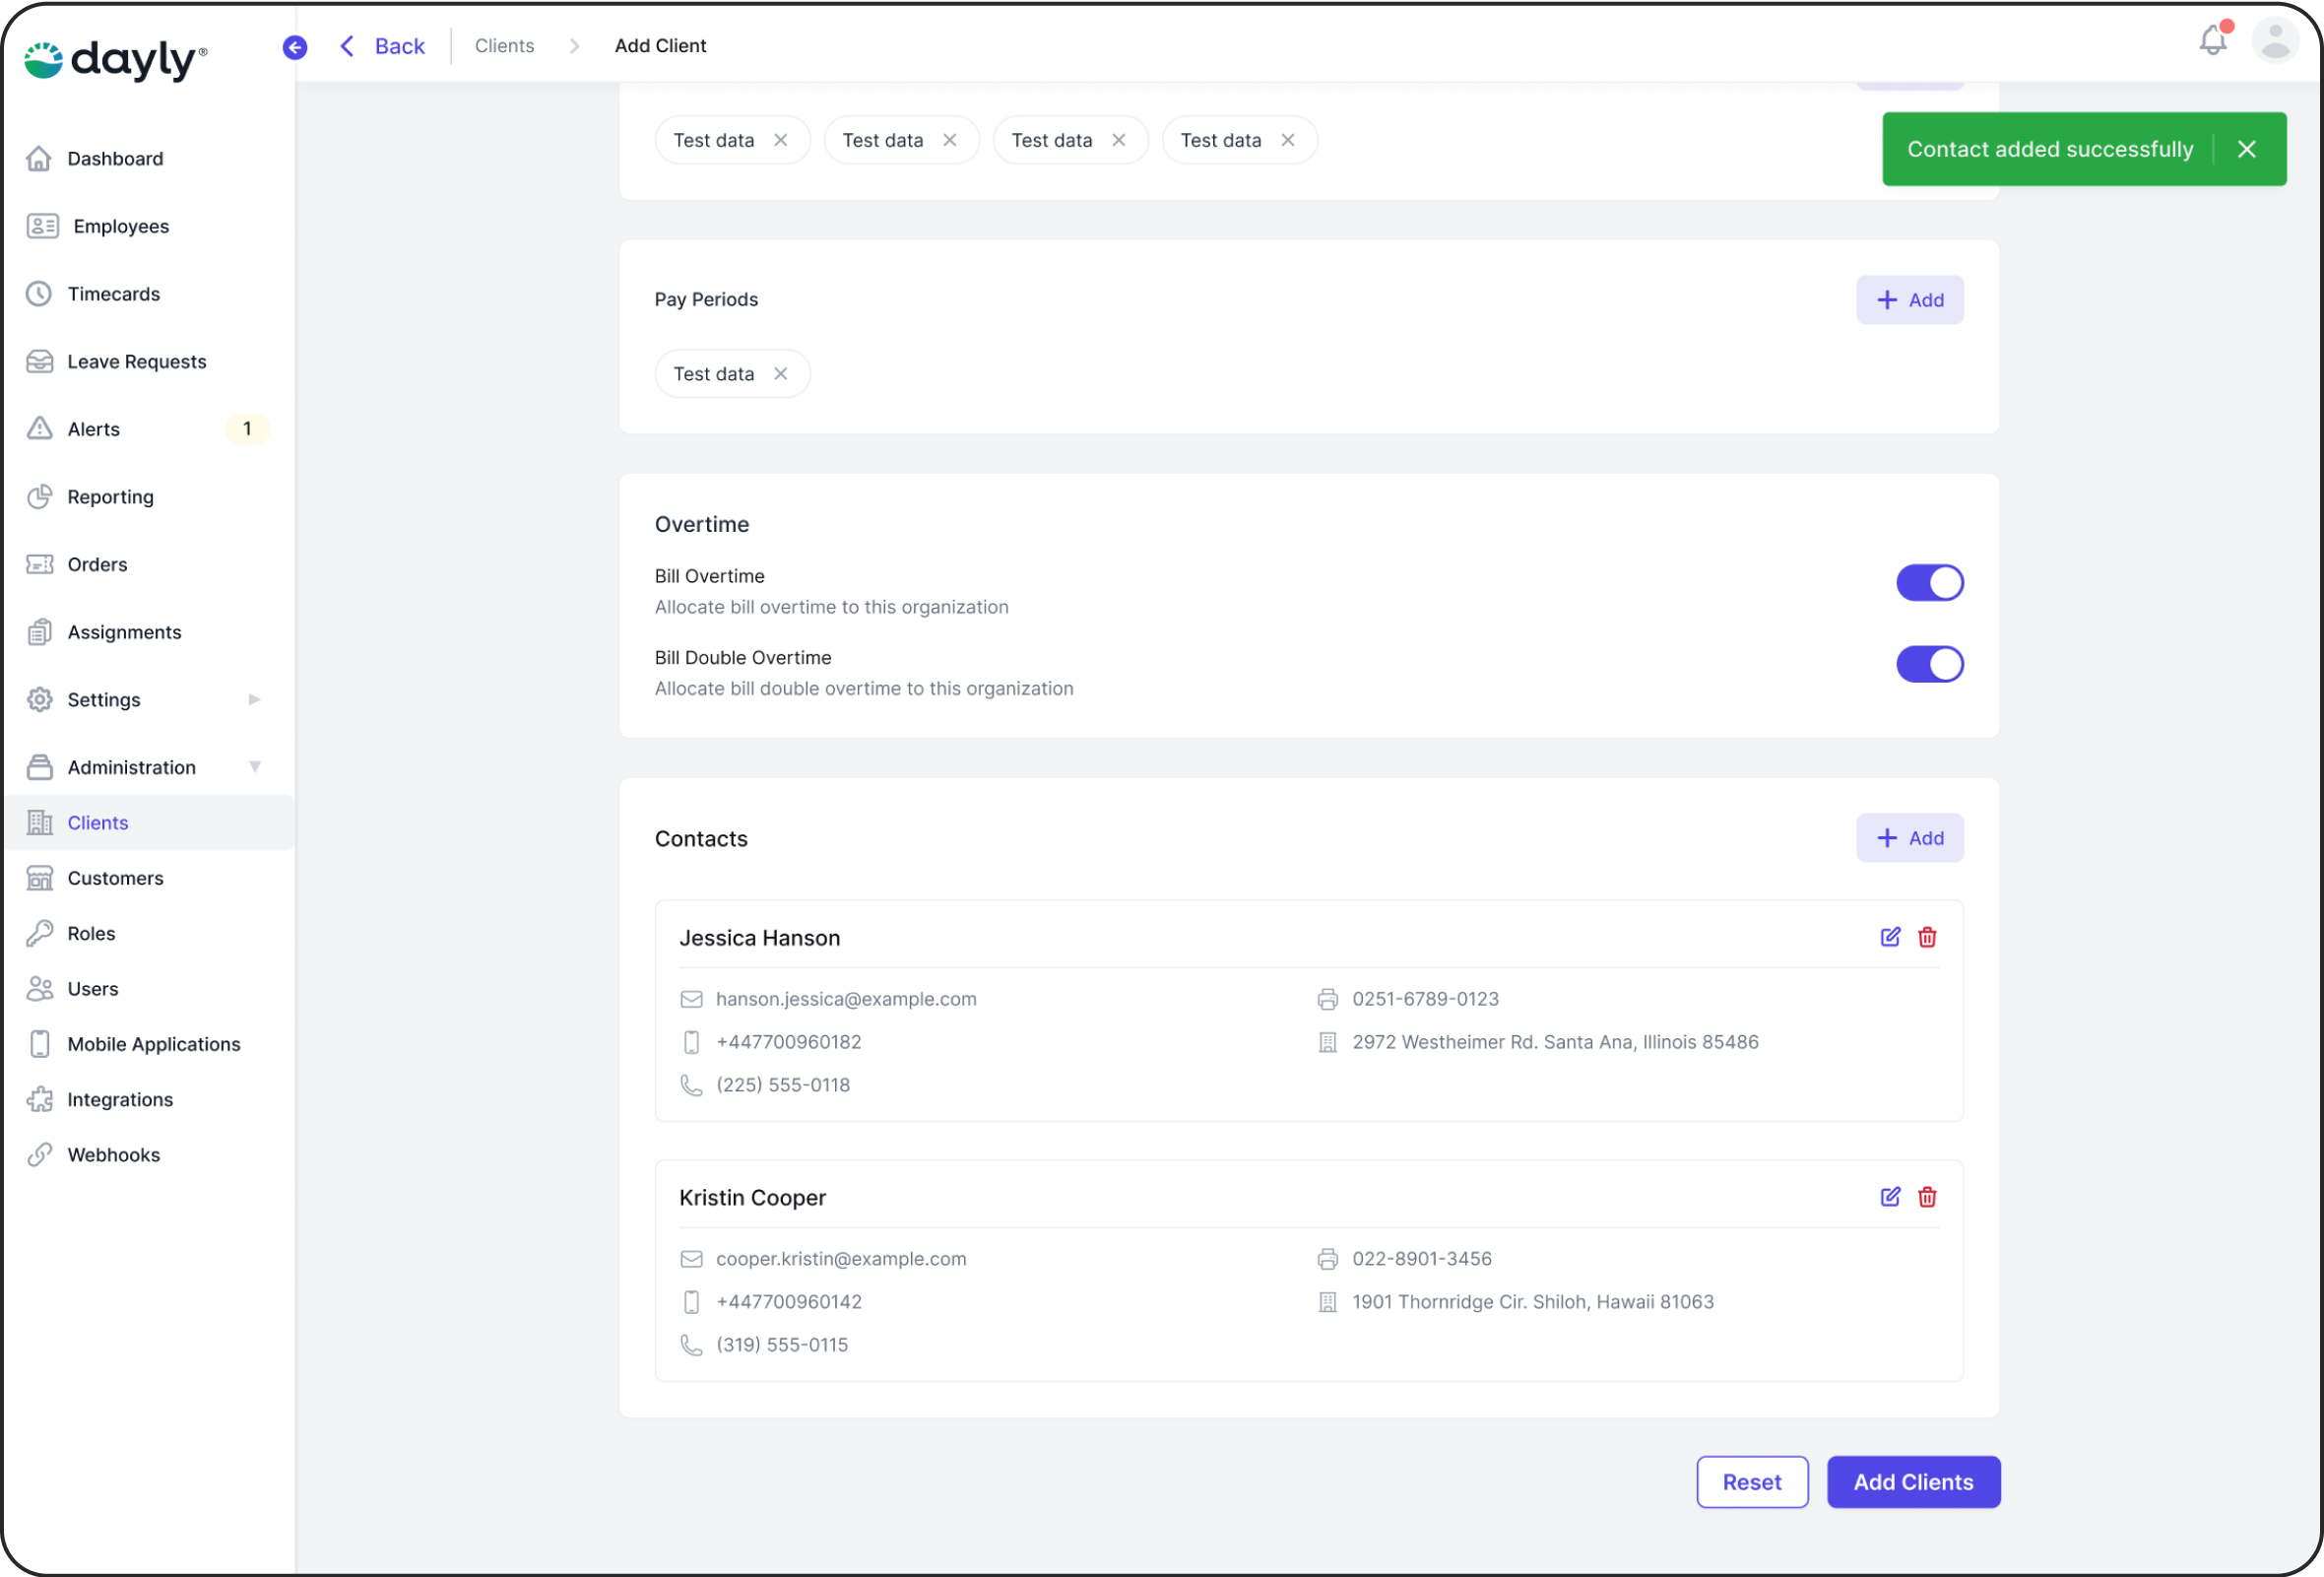 dayly®
Back
Clients
Add Client
Dashboard
Employees
Timecards
Leave Requests
Alerts
1
Reporting
Orders
Assignments
Settings
Administration
Clients
Customers
Roles
Users
Mobile Applications
Integrations
Webhooks
Test data
Test data
Test data
Test data
Contact added successfully
Pay Periods
Add
Test data
Overtime
Bill Overtime
Allocate bill overtime to this organization
Bill Double Overtime
Allocate bill double overtime to this organization
Contacts
Add
Jessica Hanson
hanson.jessica@example.com
0251-6789-0123
+447700960182
2972 Westheimer Rd. Santa Ana, Illinois 85486
(225) 555-0118
Kristin Cooper
cooper.kristin@example.com
022-8901-3456
+447700960142
1901 Thornridge Cir. Shiloh, Hawaii 81063
(319) 555-0115
Reset
Add Clients